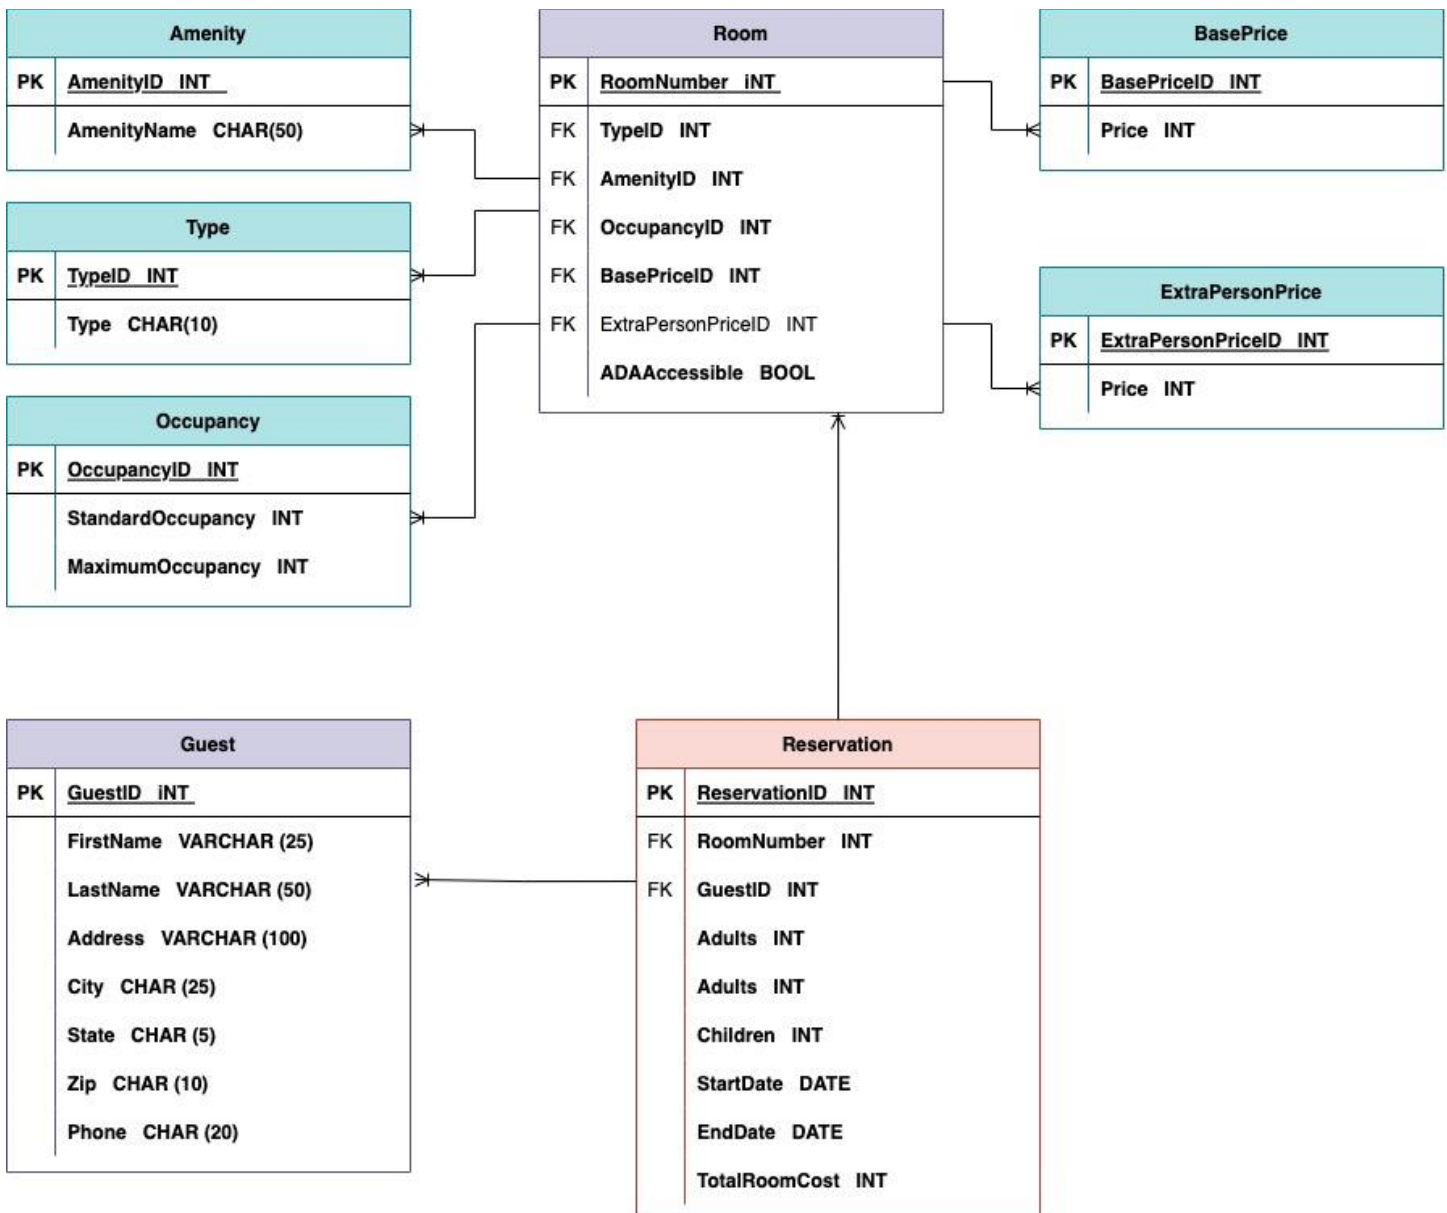 Amenity
PK AmenityID INT
AmenityName CHAR(50)
Type
PK TypeID INT
Type CHAR(10)
Occupancy
PK OccupancyID INT
StandardOccupancy INT
MaximumOccupancy INT
Room
PK RoomNumber iNT
FK TypeID INT
FK AmenityID INT
FK OccupancyID INT
FK BasePriceID INT
FK ExtraPersonPriceID INT
ADAAccessible BOOL
BasePrice
PK BasePriceID INT
Price INT
ExtraPersonPrice
PK ExtraPersonPriceID INT
Price INT
Guest
PK GuestID iNT
FirstName VARCHAR (25)
LastName VARCHAR (50)
Address VARCHAR (100)
City CHAR (25)
State CHAR (5)
Zip CHAR (10)
Phone CHAR (20)
Reservation
PK ReservationID INT
FK RoomNumber INT
FK GuestID INT
Adults INT
Adults INT
Children INT
StartDate DATE
EndDate DATE
TotalRoomCost INT